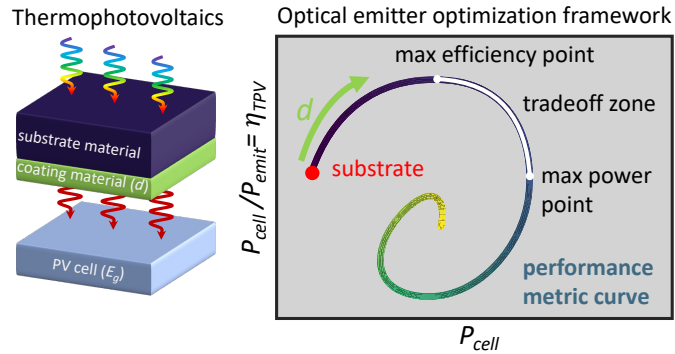 Thermophotovoltaics
substrate material
coating material (d)
PV cell (Eg)
Optical emitter optimization framework
max efficiency point
tradeoff zone
d
substrate
max power
point
performance
metric curve
Pcell /Pemit= ηTPV
Pcell